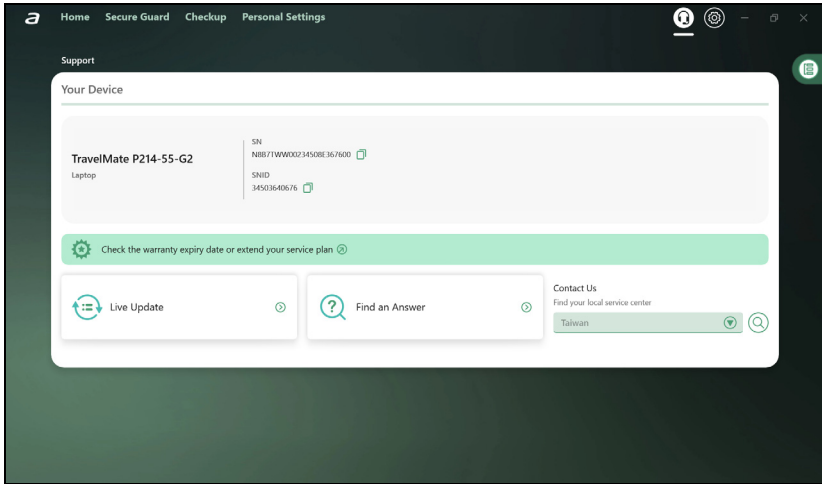 a Home Secure Guard Checkup Personal Settings
Support
Your Device
TravelMate P214-55-G2
Laptop
SN
N8B7TWW00234508E367600
SNID
34503640676
Check the warranty expiry date or extend your service plan
Live Update
Find an Answer
Contact Us
Find your local service center
Taiwan